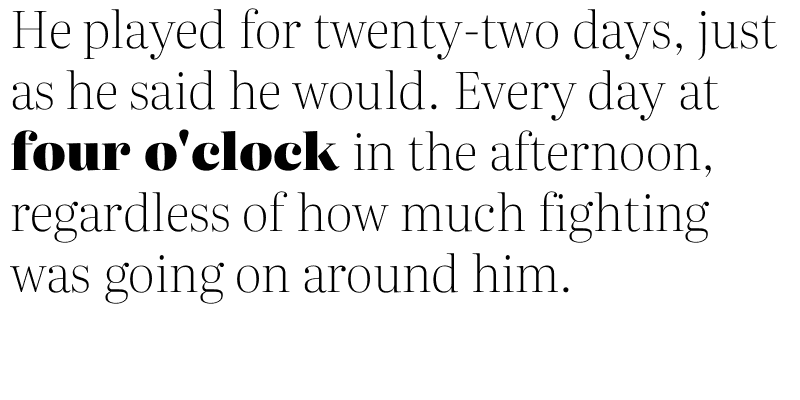 He played for twenty-two days, just
as he said he would. Every day at
four o'clock in the afternoon,
regardless of how much fighting
was going on around him.